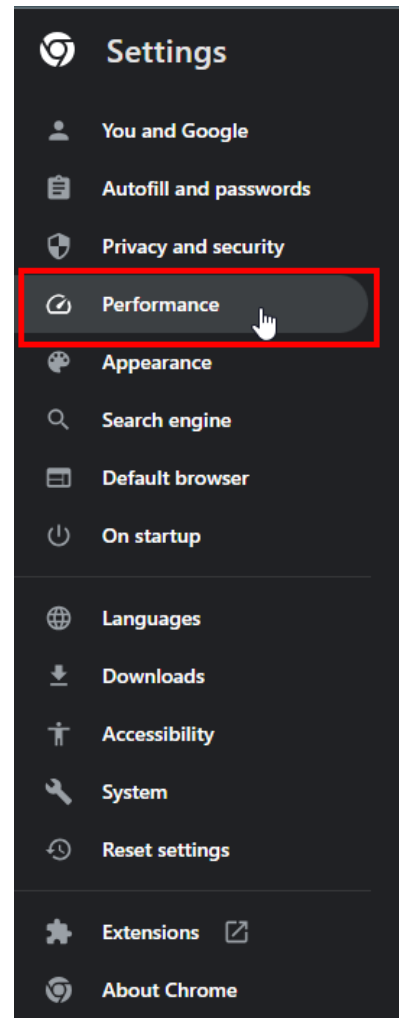 Settings
You and Google
Autofill and passwords
Privacy and security
Performance
Appearance
Search engine
Default browser
On startup
Languages
Downloads
Accessibility
System
Reset settings
Extensions
About Chrome